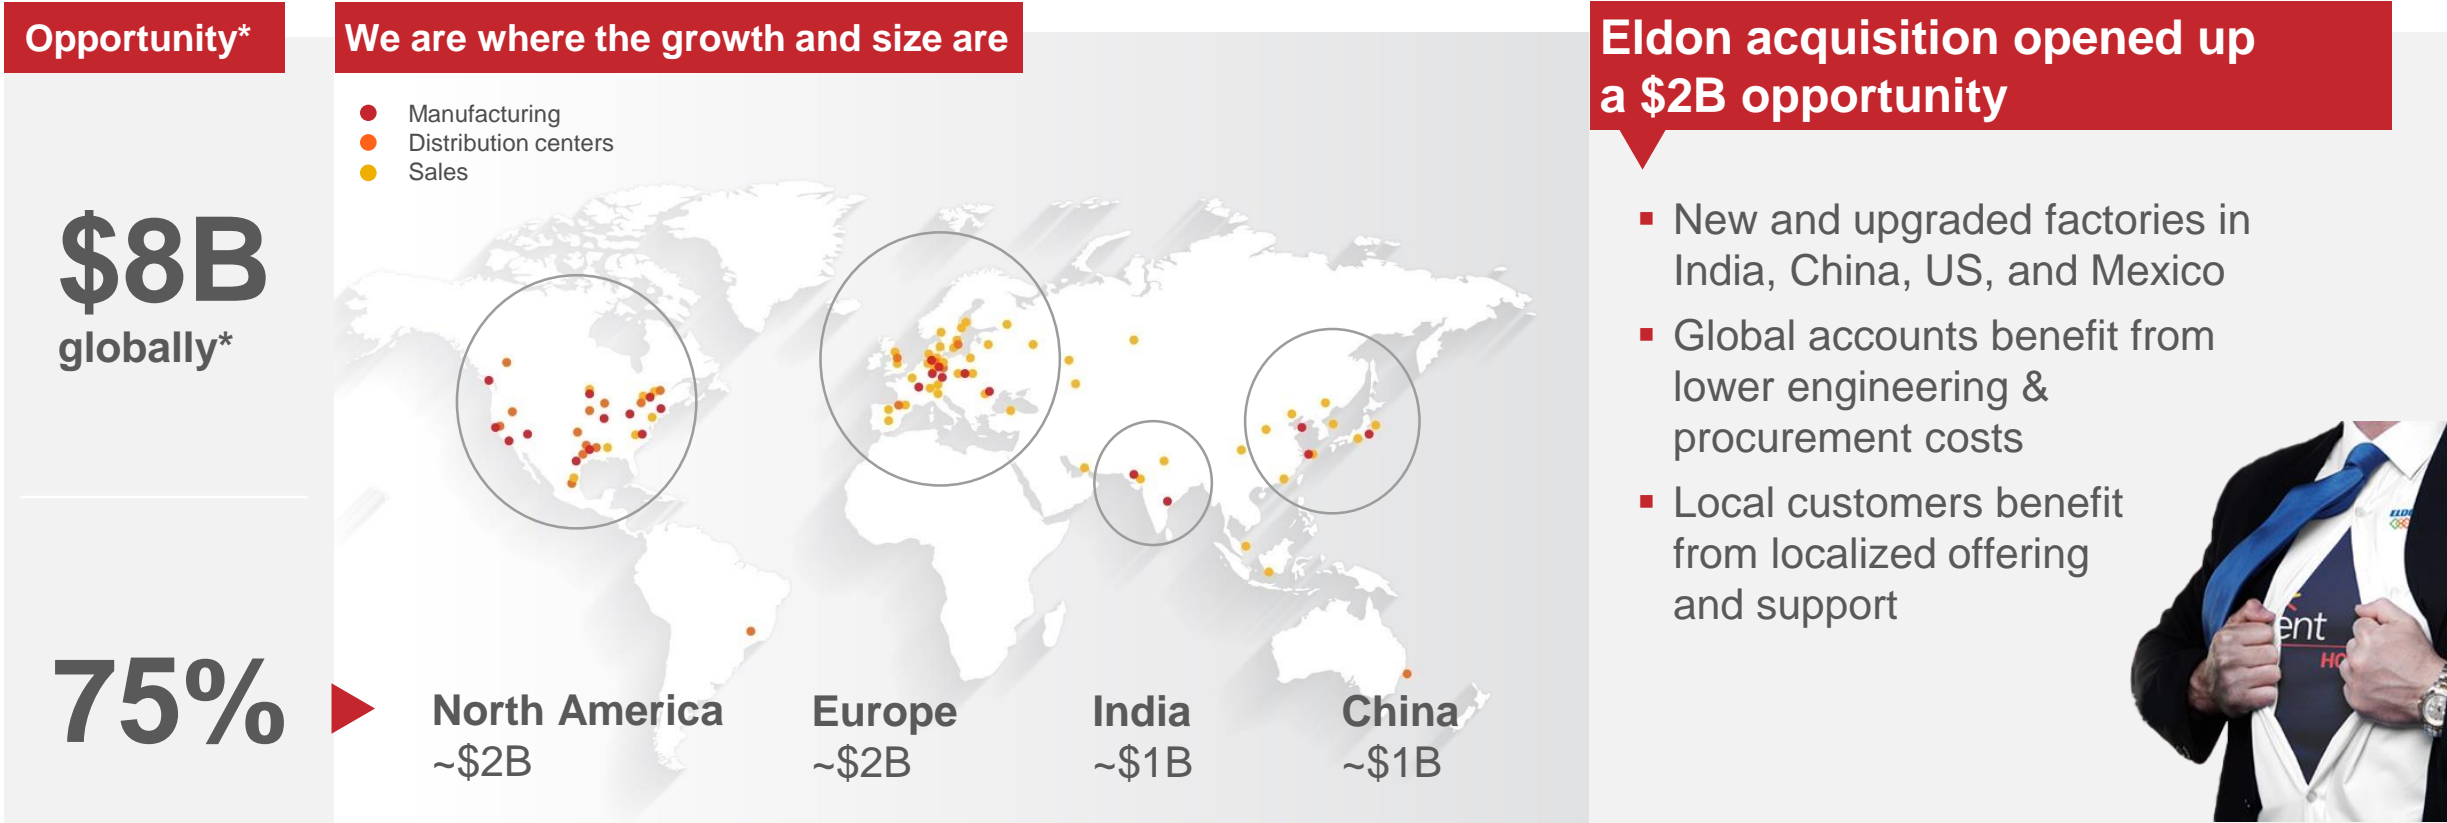 Opportunity*
$8B
globally*
75%
We are where the growth and size are
Manufacturing
Distribution centers
Sales
North America
~$2B
Europe
~$2B
India
~$1B
China
~$1B
Eldon acquisition opened up
a $2B opportunity
New and upgraded factories in
India, China, US, and Mexico
Global accounts benefit from
lower engineering &
procurement costs
Local customers benefit
from localized offering
and support
ent